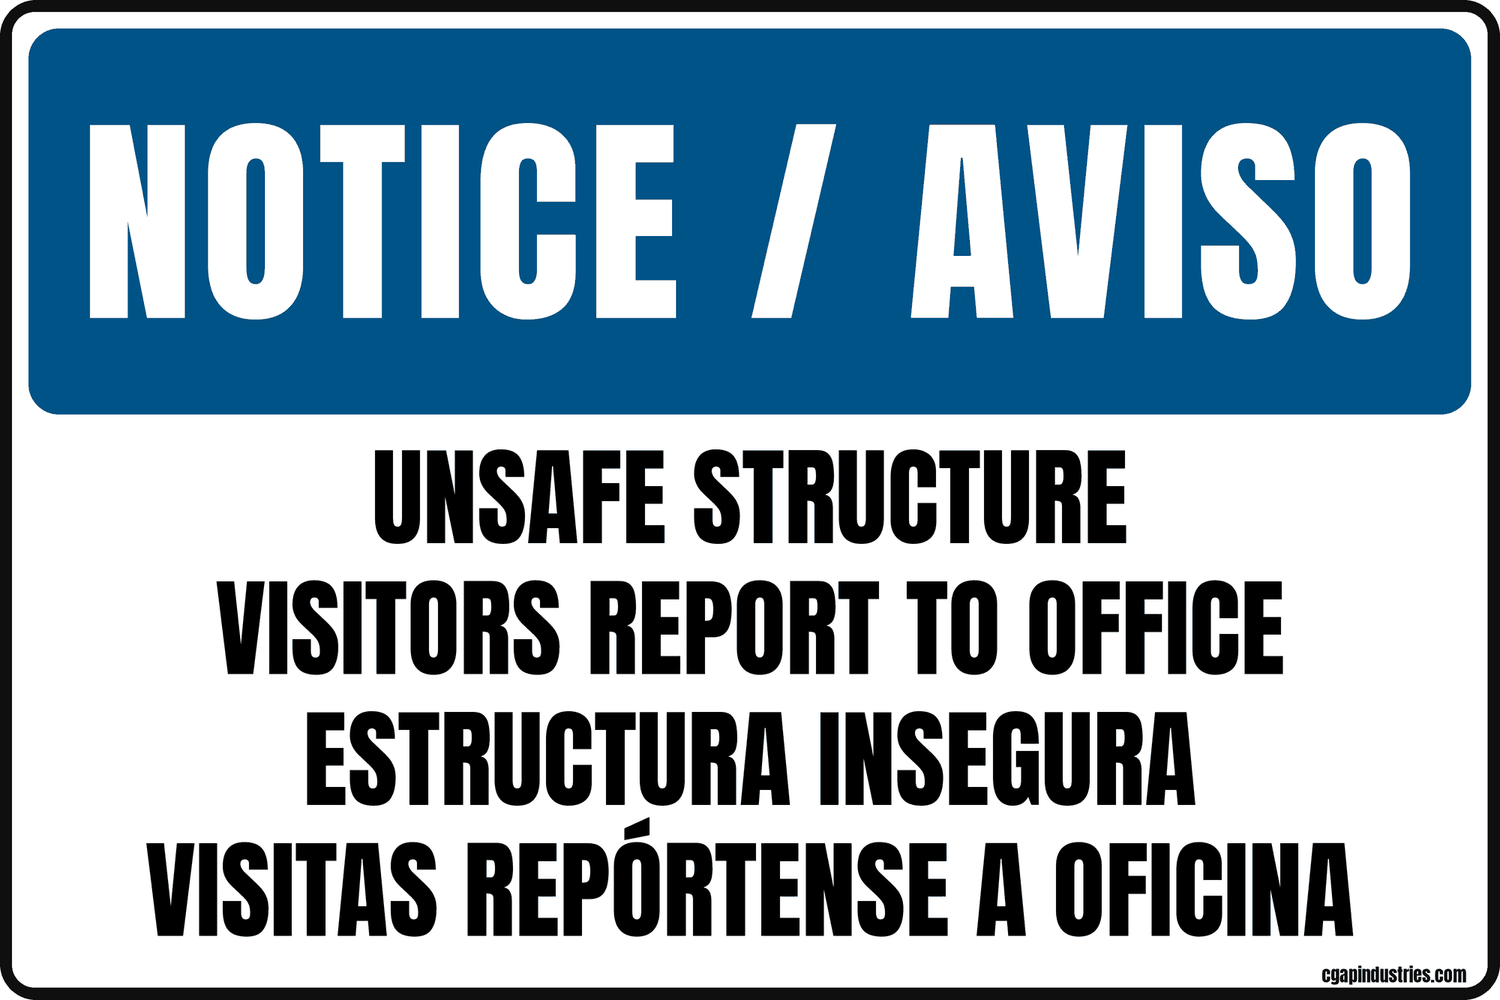 NOTICE / AVISO
UNSAFE STRUCTURE
VISITORS REPORT TO OFFICE
ESTRUCTURA INSEGURA
VISITAS REPÓRTENSE A OFICINA
cgapindustries.com